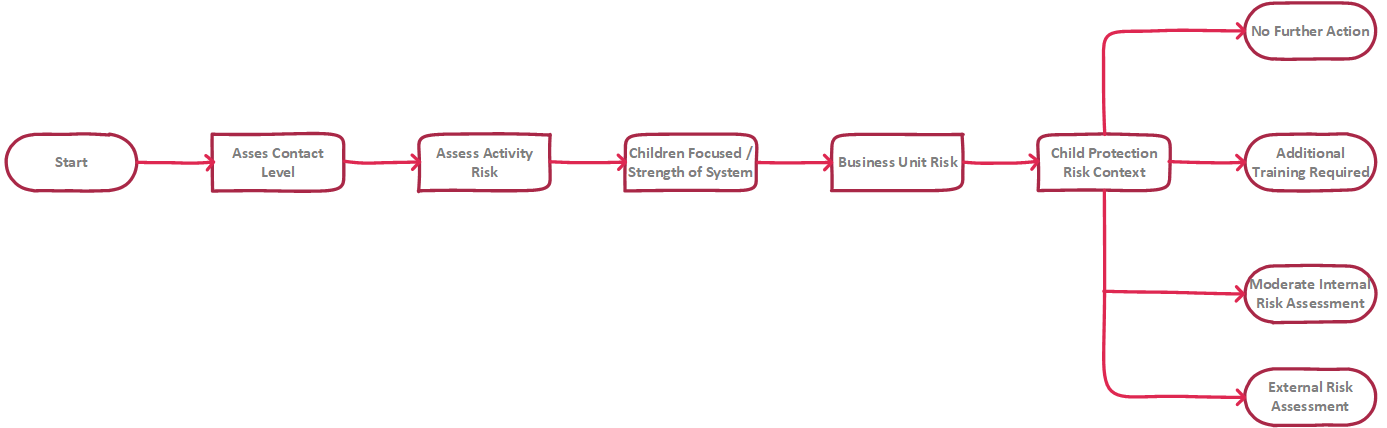 Start
Asses Contact
Level
Assess Activity
Risk
Children Focused /
Strength of System
Business Unit Risk
Child Protection
Risk Context
No Further Action
Additional
Training Required
Moderate Internal
Risk Assessment
External Risk
Assessment